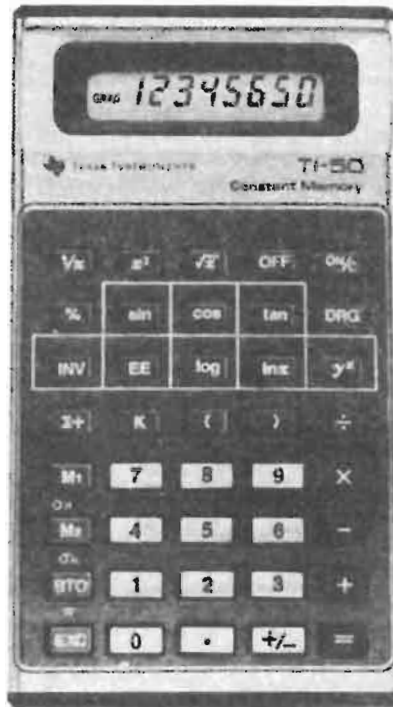 GRAD 12345650
Texas Instruments TI-50
Constant Memory
1/x x² √x OFF ON/C
% sin cos tan DRG
INV EE log lnx yˣ
Σ+ K ( ) ÷
M1 7 8 9 ×
M2 4 5 6 −
STO 1 2 3 +
EXC 0 . +/− =